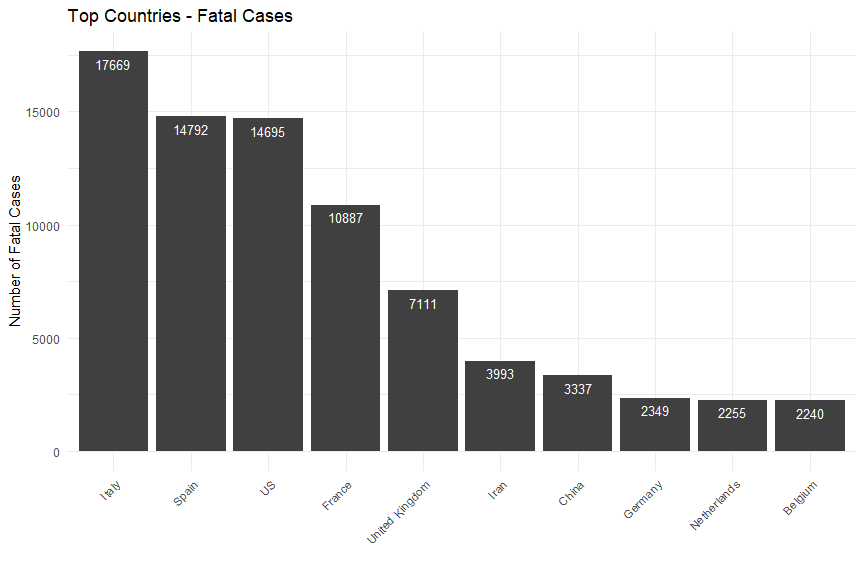 Top Countries - Fatal Cases
Number of Fatal Cases
15000
10000
5000
0
17669
14792
14695
10887
7111
3993
3337
2349
2255
2240
Italy
Spain
US
France
United Kingdom
Iran
China
Germany
Netherlands
Belgium